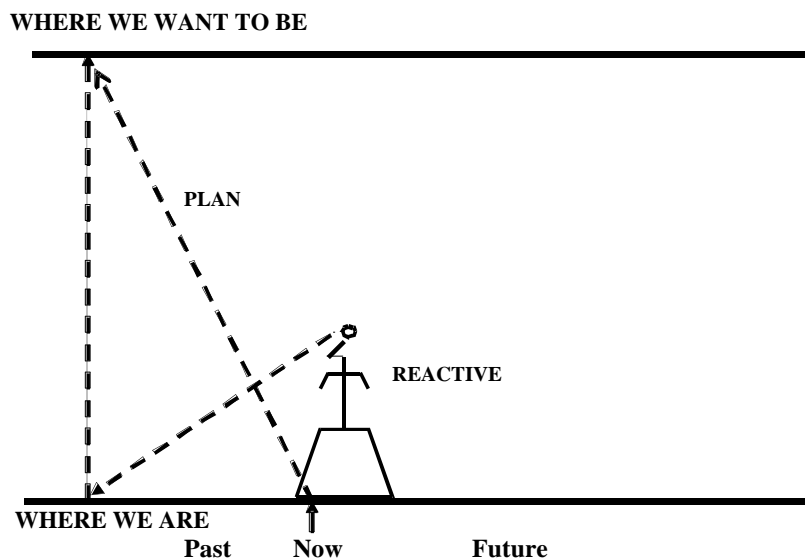 WHERE WE WANT TO BE
PLAN
REACTIVE
WHERE WE ARE
Past Now Future